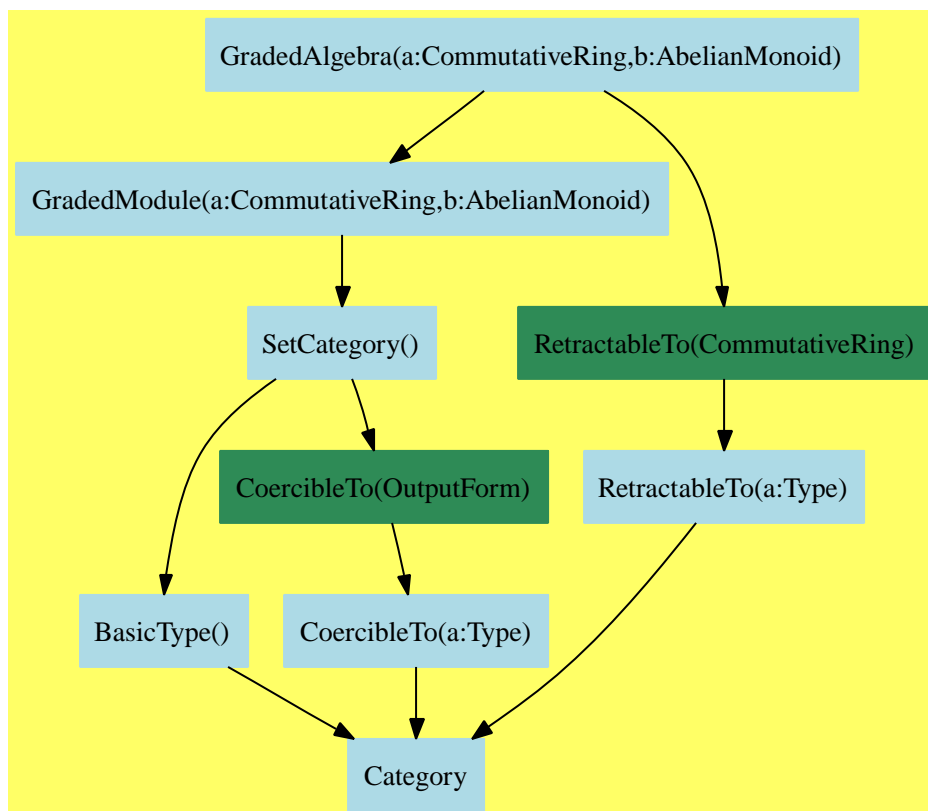 GradedAlgebra(a:CommutativeRing,b:AbelianMonoid)
GradedModule(a:CommutativeRing,b:AbelianMonoid)
SetCategory()
RetractableTo(CommutativeRing)
CoercibleTo(OutputForm)
RetractableTo(a:Type)
BasicType()
CoercibleTo(a:Type)
Category